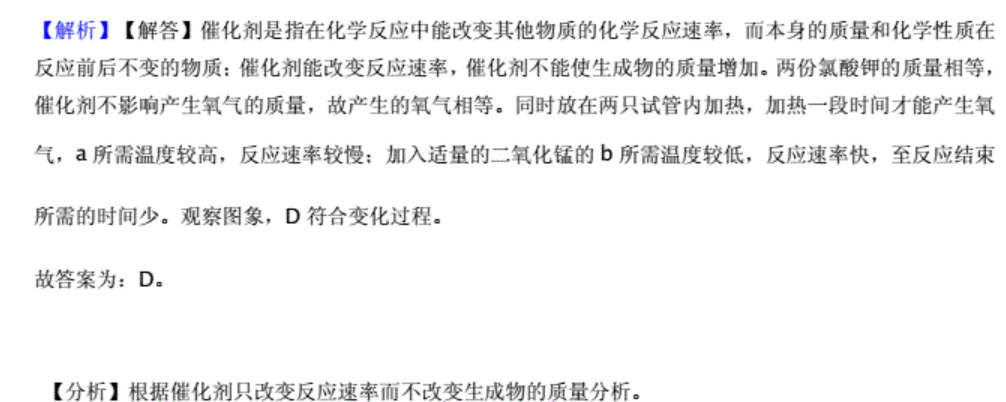 【解析】【解答】催化剂是指在化学反应中能改变其他物质的化学反应速率，而本身的质量和化学性质在
反应前后不变的物质；催化剂能改变反应速率，催化剂不能使生成物的质量增加。两份氯酸钾的质量相等，
催化剂不影响产生氧气的质量，故产生的氧气相等。同时放在两只试管内加热，加热一段时间才能产生氧
气，a 所需温度较高，反应速率较慢；加入适量的二氧化锰的 b 所需温度较低，反应速率快，至反应结束
所需的时间少。观察图象，D 符合变化过程。
故答案为：D。
【分析】根据催化剂只改变反应速率而不改变生成物的质量分析。